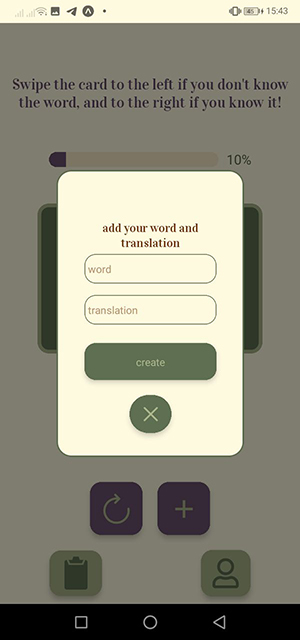 45
15:43
Swipe the card to the left if you don't know
the word, and to the right if you know it!
10%
add your word and
translation
word
translation
create